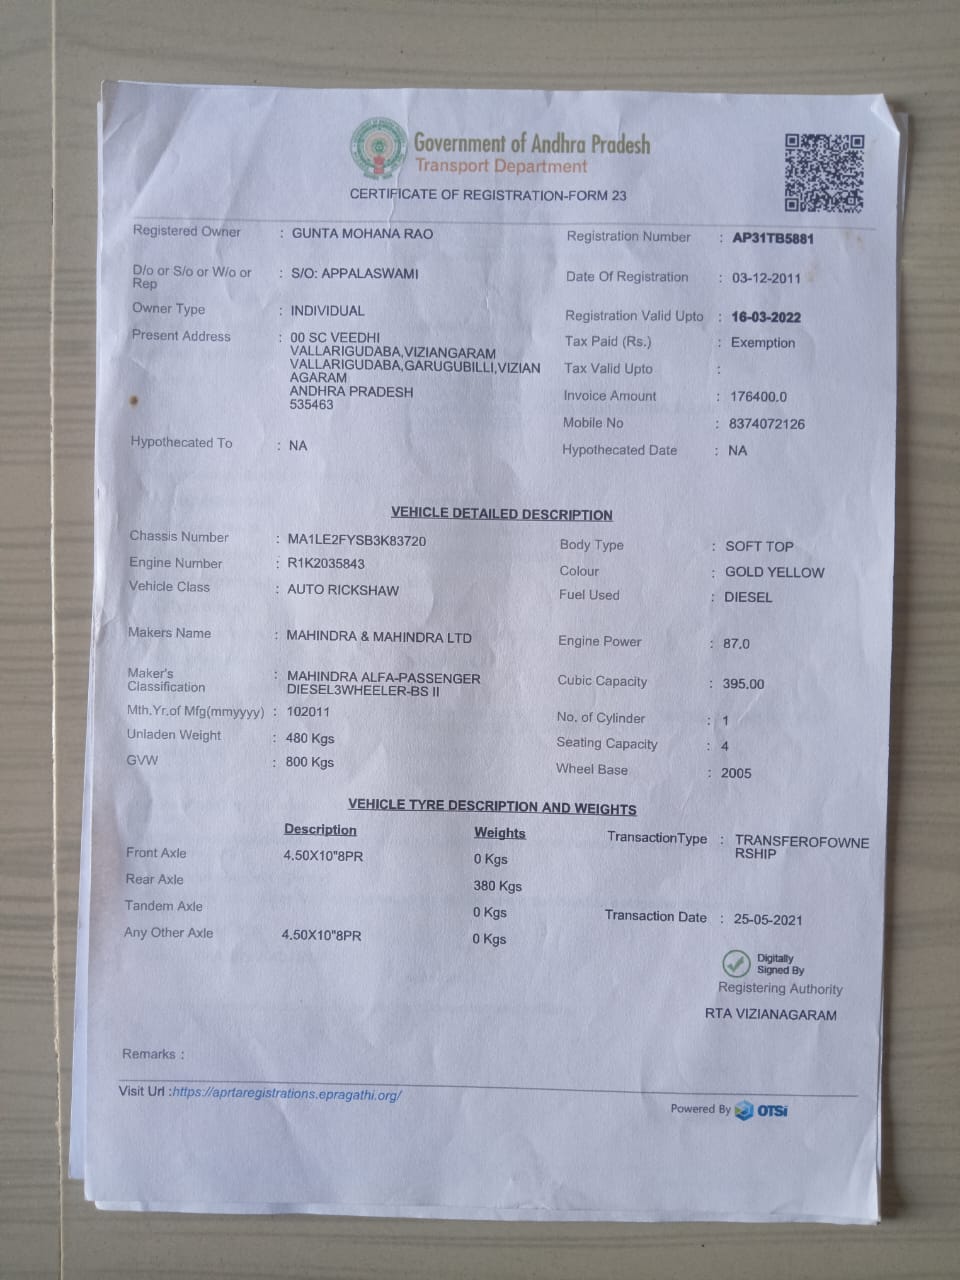 Government of Andhra Pradesh
Transport Department
CERTIFICATE OF REGISTRATION-FORM 23
Registered Owner : GUNTA MOHANA RAO
Registration Number : AP31TB5881
D/o or S/o or W/o or Rep : S/O: APPALASWAMI
Date Of Registration : 03-12-2011
Owner Type : INDIVIDUAL
Registration Valid Upto : 16-03-2022
Present Address : 00 SC VEEDHI
VALLARIGUDABA,VIZIANGARAM
VALLARIGUDABA,GARUGUBILLI,VIZIAN
AGARAM
ANDHRA PRADESH
535463
Tax Paid (Rs.) : Exemption
Tax Valid Upto :
Invoice Amount : 176400.0
Mobile No : 8374072126
Hypothecated To : NA
Hypothecated Date : NA
VEHICLE DETAILED DESCRIPTION
Chassis Number : MA1LE2FYSB3K83720
Body Type : SOFT TOP
Engine Number : R1K2035843
Colour : GOLD YELLOW
Vehicle Class : AUTO RICKSHAW
Fuel Used : DIESEL
Makers Name : MAHINDRA & MAHINDRA LTD
Engine Power : 87.0
Maker's Classification : MAHINDRA ALFA-PASSENGER
DIESEL3WHEELER-BS II
Cubic Capacity : 395.00
Mth.Yr.of Mfg(mmyyyy) : 102011
No. of Cylinder : 1
Unladen Weight : 480 Kgs
Seating Capacity : 4
GVW : 800 Kgs
Wheel Base : 2005
VEHICLE TYRE DESCRIPTION AND WEIGHTS
Description Weights
TransactionType : TRANSFEROFOWNE
RSHIP
Front Axle 4.50X10"8PR 0 Kgs
Rear Axle 380 Kgs
Tandem Axle 0 Kgs
Transaction Date : 25-05-2021
Any Other Axle 4.50X10"8PR 0 Kgs
Digitally
Signed By
Registering Authority
RTA VIZIANAGARAM
Remarks :
Visit Url :https://aprtaregistrations.epragathi.org/
Powered By OTSi